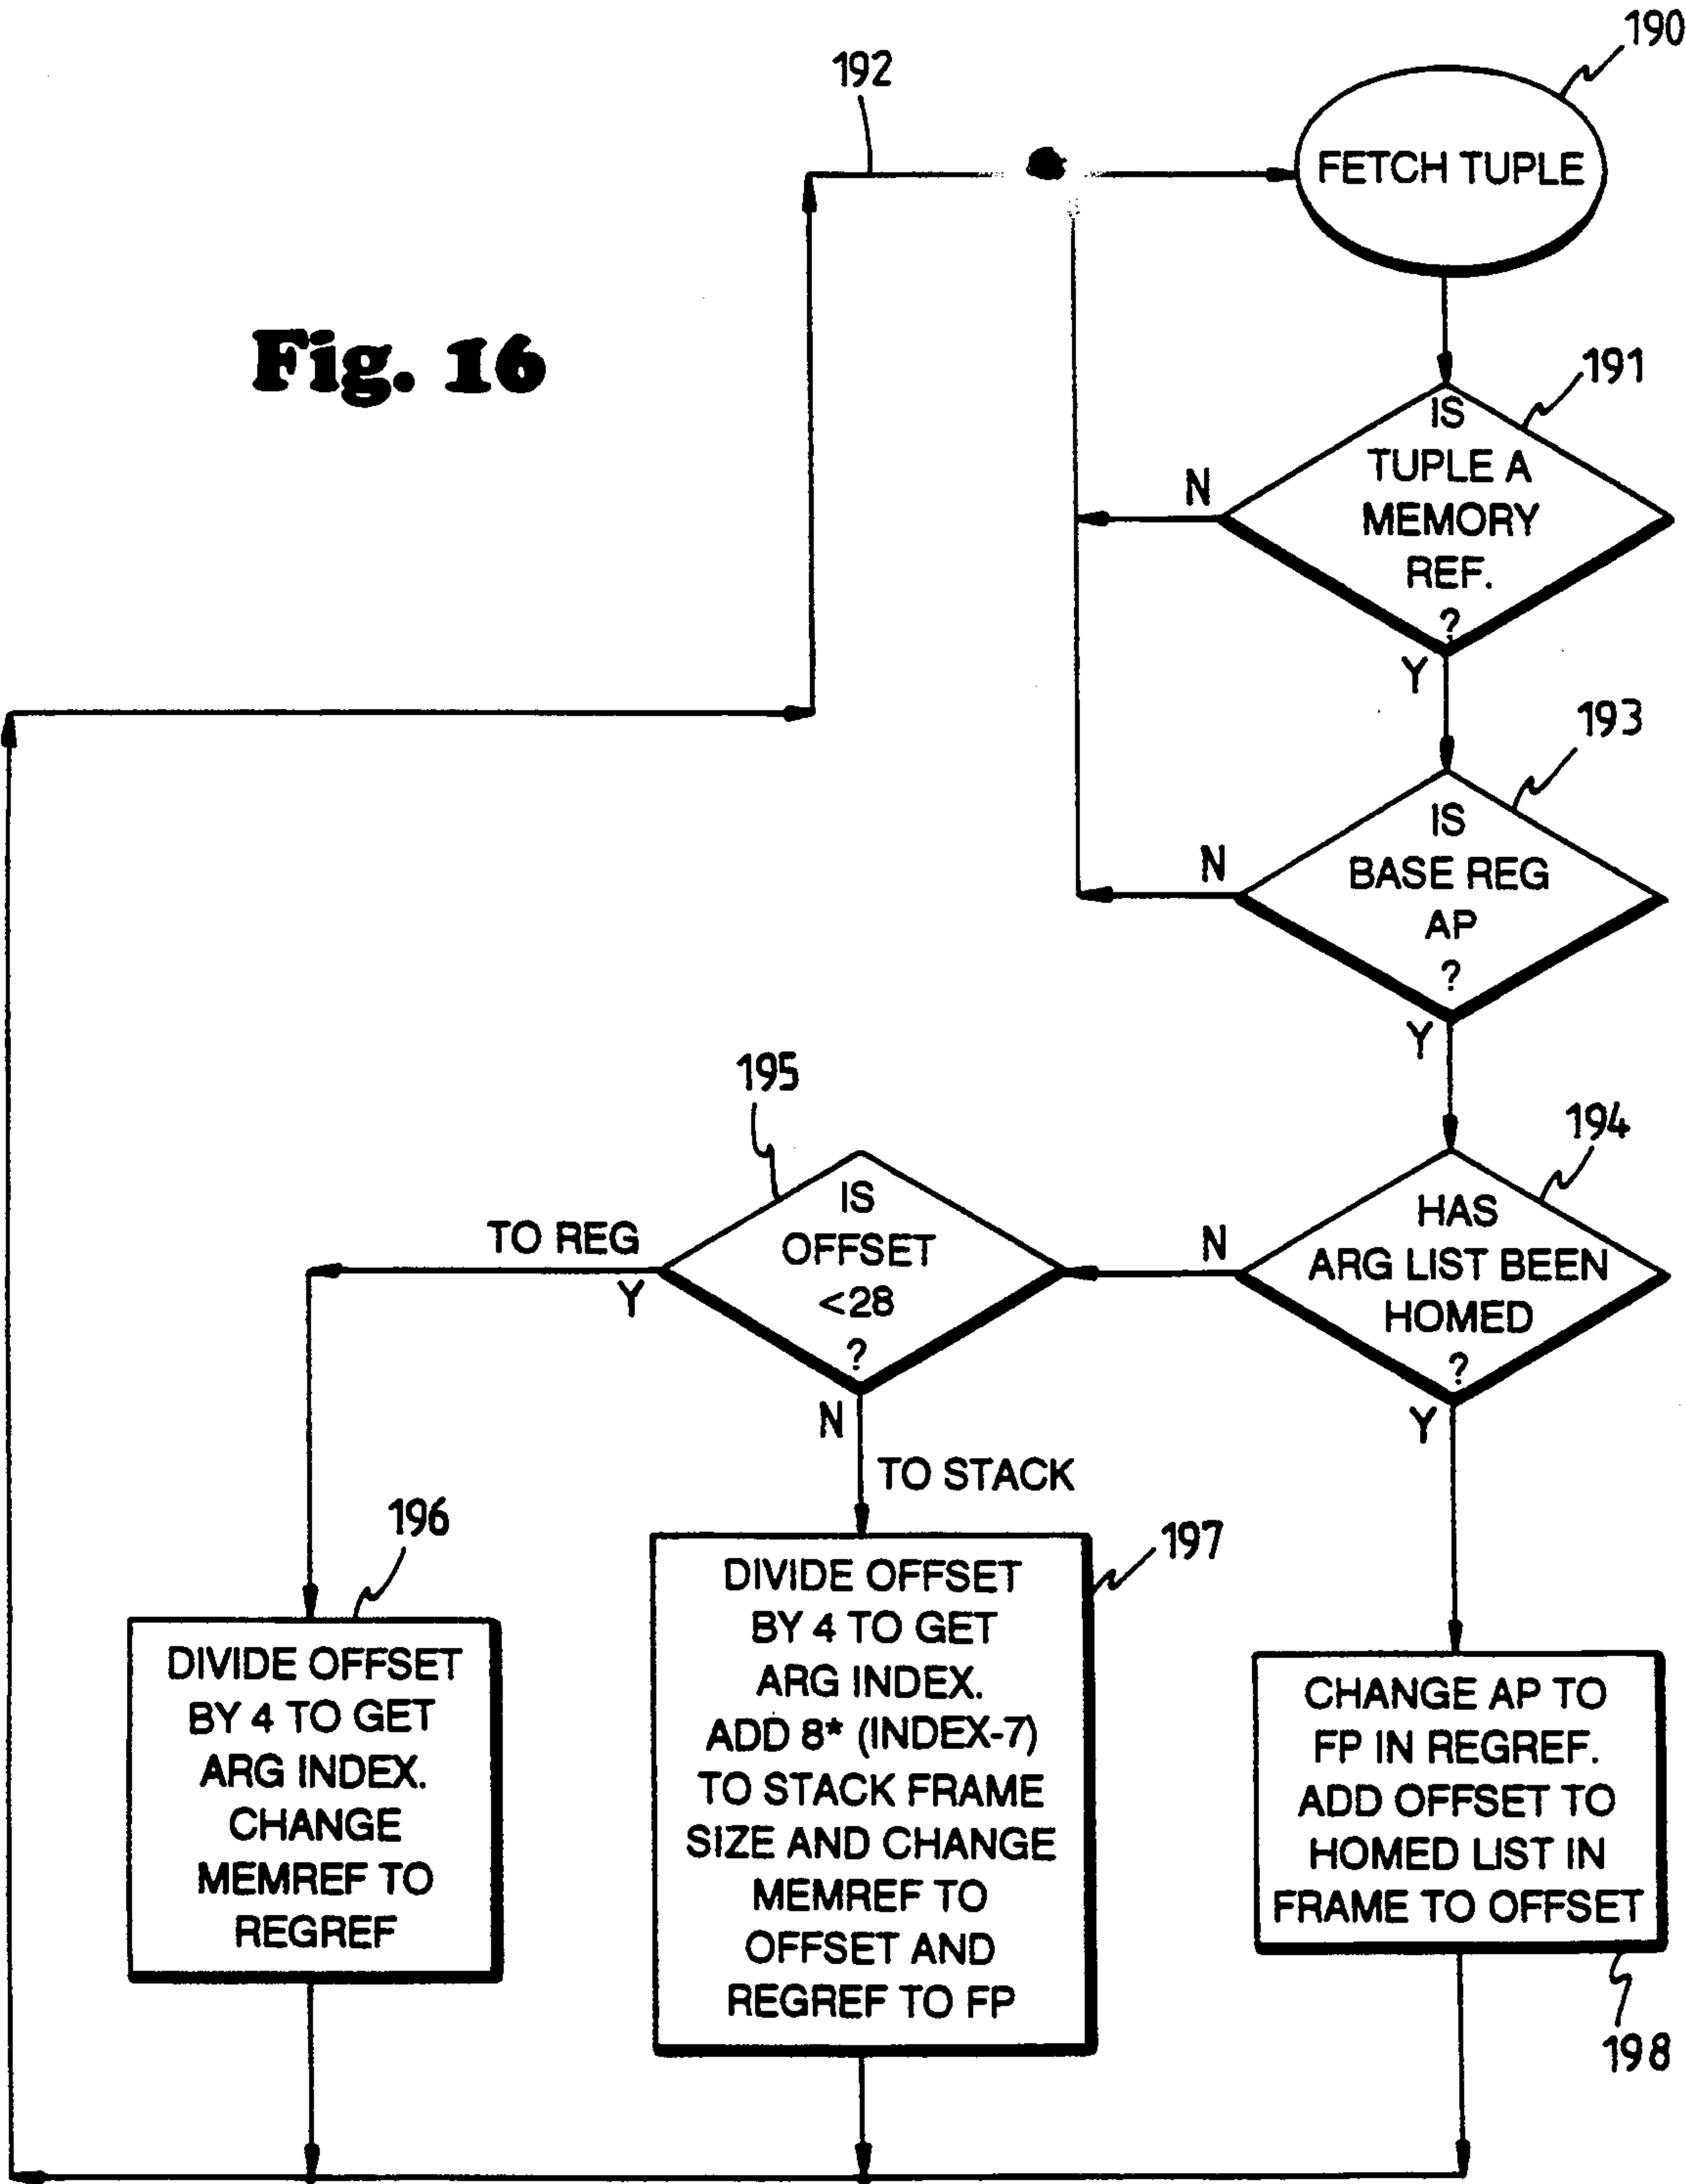 190
192
FETCH TUPLE
Fig. 16
191
IS
TUPLE A
MEMORY
REF.
?
N
Y
193
IS
BASE REG
AP
?
N
Y
195
194
IS
OFFSET
<28
?
TO REG
Y
N
HAS
ARG LIST BEEN
HOMED
?
N
Y
TO STACK
196
DIVIDE OFFSET
BY 4 TO GET
ARG INDEX.
CHANGE
MEMREF TO
REGREF
197
DIVIDE OFFSET
BY 4 TO GET
ARG INDEX.
ADD 8* (INDEX-7)
TO STACK FRAME
SIZE AND CHANGE
MEMREF TO
OFFSET AND
REGREF TO FP
CHANGE AP TO
FP IN REGREF.
ADD OFFSET TO
HOMED LIST IN
FRAME TO OFFSET
198